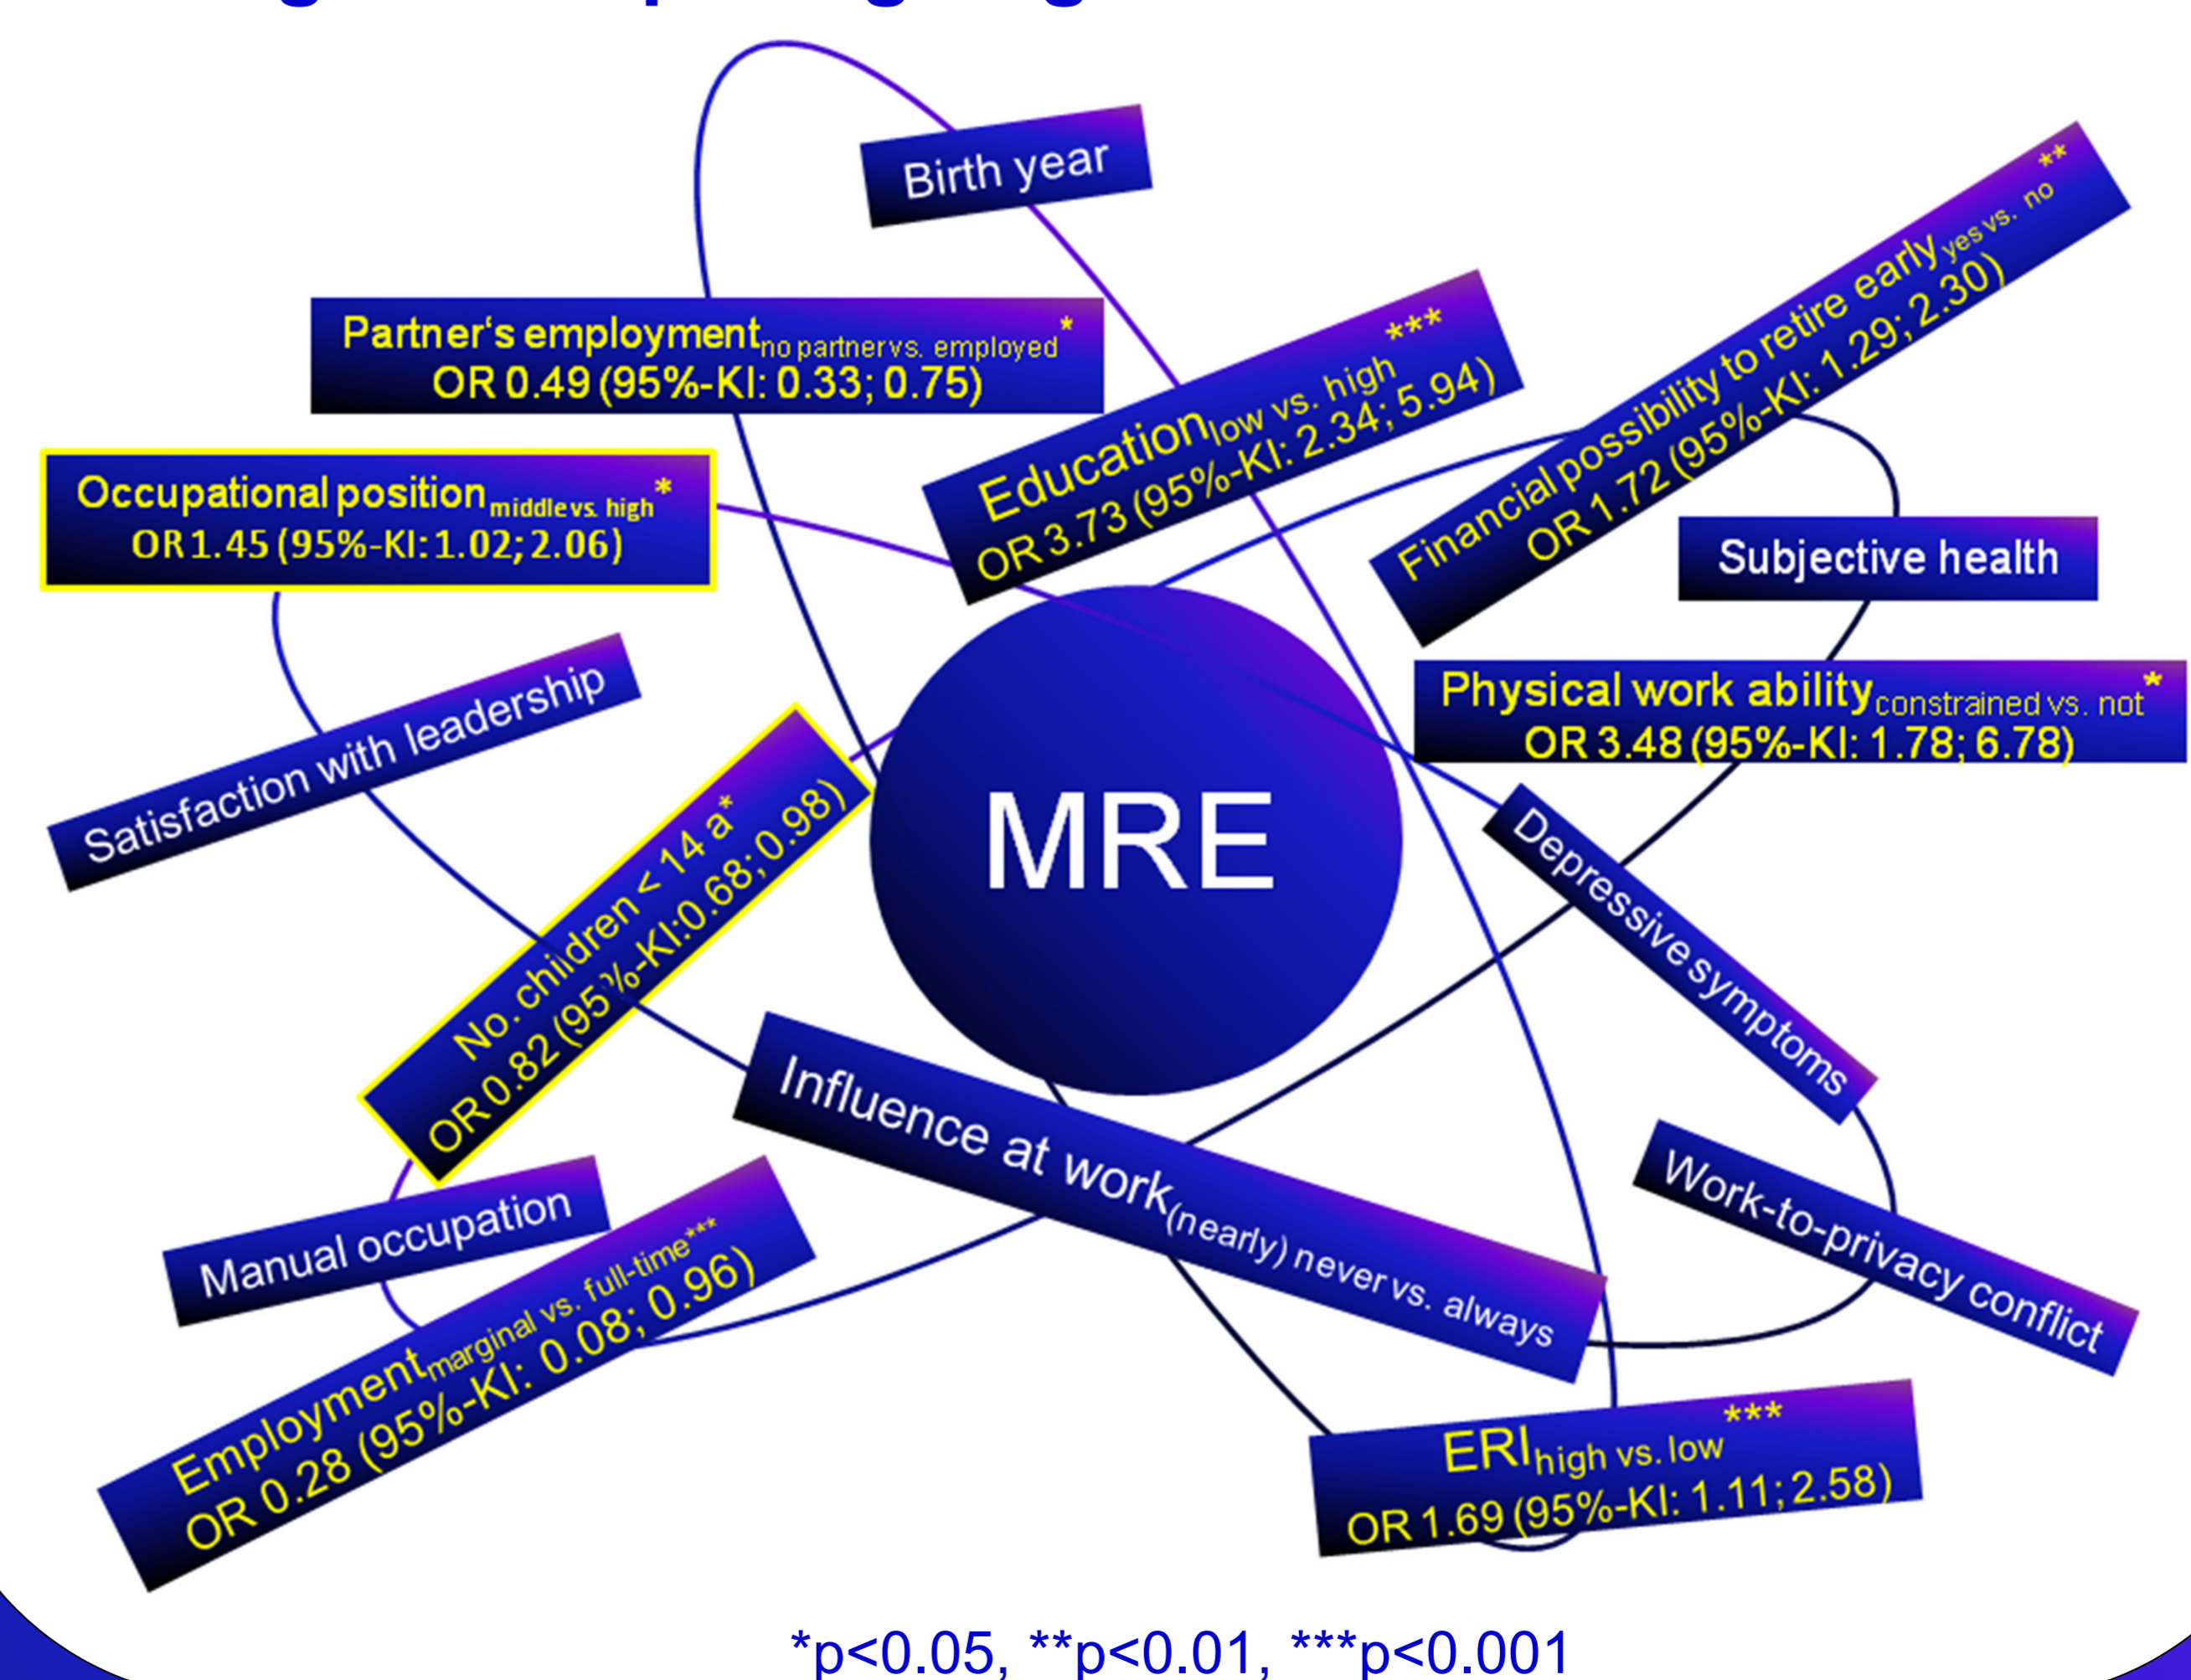 Birth year
Partner‘s employment no partner vs. employed*
OR 0.49 (95%-KI: 0.33; 0.75)
Education low vs. high ***
OR 3.73 (95%-KI: 2.34; 5.94)
Financial possibility to retire early yes vs. no **
OR 1.72 (95%-KI: 1.29; 2.30)
Occupational position middle vs. high*
OR 1.45 (95%-KI: 1.02; 2.06)
Subjective health
Physical work ability constrained vs. not*
OR 3.48 (95%-KI: 1.78; 6.78)
Satisfaction with leadership
MRE
No. children < 14 a*
OR 0.82 (95%-KI:0.68; 0.98)
Depressive symptoms
Influence at work (nearly) never vs. always
Work-to-privacy conflict
Manual occupation
Employment marginal vs. full-time***
OR 0.28 (95%-KI: 0.08; 0.96)
ERI high vs. low ***
OR 1.69 (95%-KI: 1.11; 2.58)
*p<0.05, **p<0.01, ***p<0.001